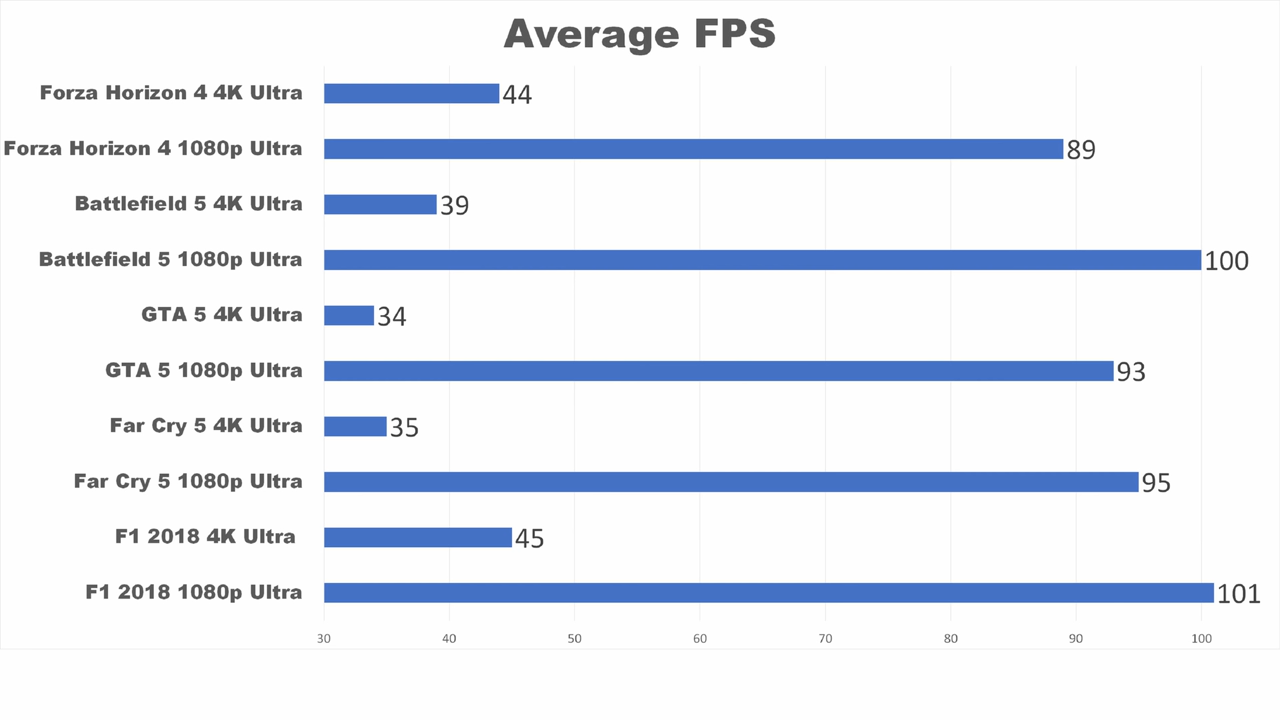 Average FPS
Forza Horizon 4 4K Ultra 44
Forza Horizon 4 1080p Ultra 89
Battlefield 5 4K Ultra 39
Battlefield 5 1080p Ultra 100
GTA 5 4K Ultra 34
GTA 5 1080p Ultra 93
Far Cry 5 4K Ultra 35
Far Cry 5 1080p Ultra 95
F1 2018 4K Ultra 45
F1 2018 1080p Ultra 101
30 40 50 60 70 80 90 100